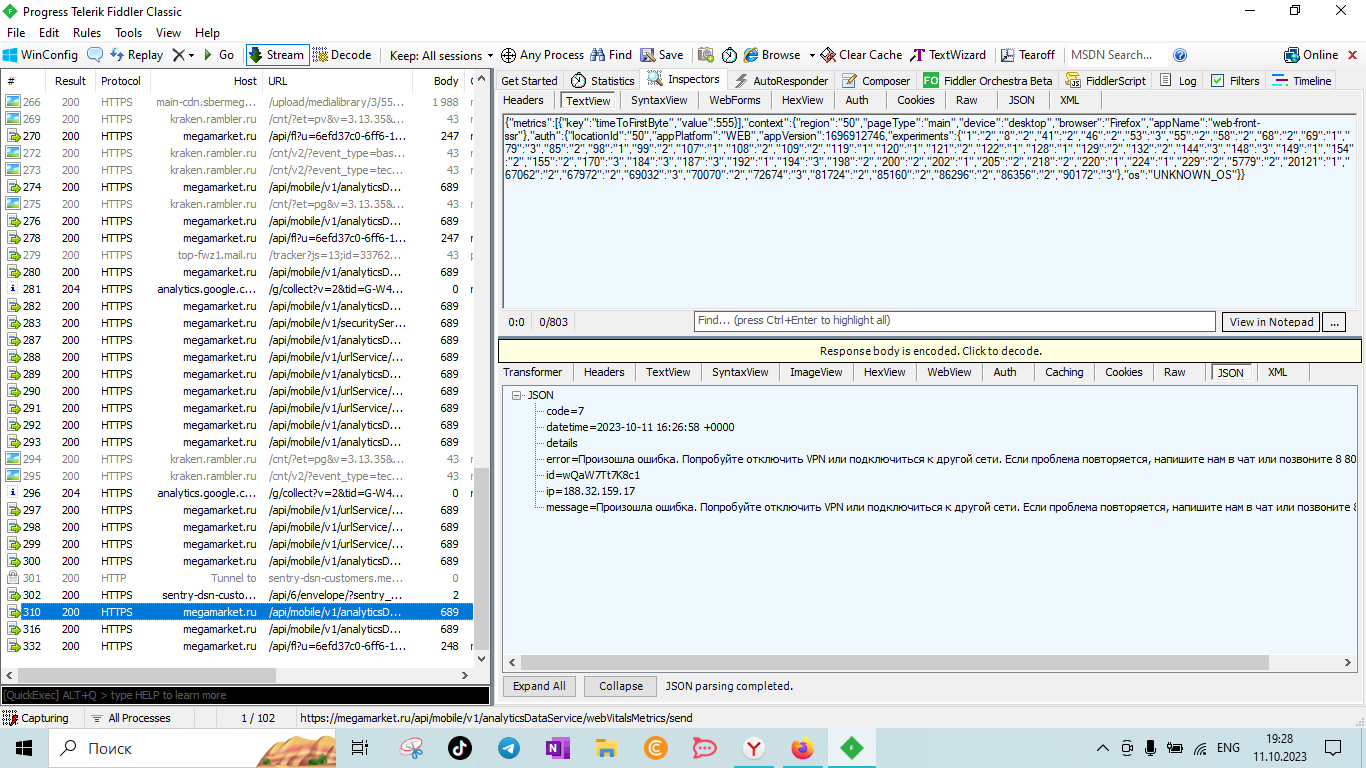 Progress Telerik Fiddler Classic
File Edit Rules Tools View Help
WinConfig Replay Go Stream Decode Keep: All sessions Any Process Find Save Browse Clear Cache TextWizard Tearoff MSDN Search... Online
# Result Protocol Host URL Body
266 200 HTTPS main-cdn.sbermeg... /upload/medialibrary/3/55... 1 988
269 200 HTTPS kraken.rambler.ru /cnt/?et=pv&v=3.13.35&... 43
270 200 HTTPS megamarket.ru /api/fl?u=6efd37c0-6ff6-1... 247
272 200 HTTPS kraken.rambler.ru /cnt/v2/?event_type=bas... 43
273 200 HTTPS kraken.rambler.ru /cnt/v2/?event_type=tec... 43
274 200 HTTPS megamarket.ru /api/mobile/v1/analyticsD... 689
275 200 HTTPS kraken.rambler.ru /cnt/?et=pg&v=3.13.35&... 43
276 200 HTTPS megamarket.ru /api/mobile/v1/analyticsD... 689
278 200 HTTPS megamarket.ru /api/fl?u=6efd37c0-6ff6-1... 247
279 200 HTTPS top-fwz1.mail.ru /tracker?js=13;id=33762... 43
280 200 HTTPS megamarket.ru /api/mobile/v1/analyticsD... 689
281 204 HTTPS analytics.google.c... /g/collect?v=2&tid=G-W4... 0
282 200 HTTPS megamarket.ru /api/mobile/v1/analyticsD... 689
283 200 HTTPS megamarket.ru /api/mobile/v1/securitySer... 689
287 200 HTTPS megamarket.ru /api/mobile/v1/analyticsD... 689
288 200 HTTPS megamarket.ru /api/mobile/v1/urlService/... 689
289 200 HTTPS megamarket.ru /api/mobile/v1/analyticsD... 689
290 200 HTTPS megamarket.ru /api/mobile/v1/urlService/... 689
291 200 HTTPS megamarket.ru /api/mobile/v1/urlService/... 689
292 200 HTTPS megamarket.ru /api/mobile/v1/analyticsD... 689
293 200 HTTPS megamarket.ru /api/mobile/v1/analyticsD... 689
294 200 HTTPS kraken.rambler.ru /cnt/?et=pg&v=3.13.35&... 43
295 200 HTTPS kraken.rambler.ru /cnt/v2/?event_type=tec... 43
296 204 HTTPS analytics.google.c... /g/collect?v=2&tid=G-W4... 0
297 200 HTTPS megamarket.ru /api/mobile/v1/urlService/... 689
298 200 HTTPS megamarket.ru /api/mobile/v1/urlService/... 689
299 200 HTTPS megamarket.ru /api/mobile/v1/urlService/... 689
300 200 HTTPS megamarket.ru /api/mobile/v1/analyticsD... 689
301 200 HTTP Tunnel to sentry-dsn-customers.me... 0
302 200 HTTPS sentry-dsn-custo... /api/6/envelope/?sentry_... 2
310 200 HTTPS megamarket.ru /api/mobile/v1/analyticsD... 689
316 200 HTTPS megamarket.ru /api/mobile/v1/analyticsD... 689
332 200 HTTPS megamarket.ru /api/fl?u=6efd37c0-6ff6-1... 248
[QuickExec] ALT+Q > type HELP to learn more
Get Started Statistics Inspectors AutoResponder Composer FO Fiddler Orchestra Beta FiddlerScript Log Filters Timeline
Headers TextView SyntaxView WebForms HexView Auth Cookies Raw JSON XML
{"metrics":[{"key":"timeToFirstByte","value":555}],"context":{"region":"50","pageType":"main","device":"desktop","browser":"Firefox","appName":"web-front-
ssr"},"auth":{"locationId":"50","appPlatform":"WEB","appVersion":1696912746,"experiments":{"1":"2","8":"2","41":"2","46":"2","53":"3","55":"2","58":"2","68":"2","69":"1","
79":"3","85":"2","98":"1","99":"2","107":"1","108":"2","109":"2","119":"1","120":"1","121":"2","122":"1","128":"1","129":"2","132":"2","144":"3","148":"3","149":"1","154"
:"2","155":"2","170":"3","184":"3","187":"3","192":"1","194":"3","198":"2","200":"2","202":"1","205":"2","218":"2","220":"1","224":"1","229":"2","5779":"2","20121":"1","
67062":"2","67972":"2","69032":"3","70070":"2","72674":"3","81724":"2","85160":"2","86296":"2","86356":"2","90172":"3"},"os":"UNKNOWN_OS"}}
0:0 0/803 Find... (press Ctrl+Enter to highlight all) View in Notepad ...
Response body is encoded. Click to decode.
Transformer Headers TextView SyntaxView ImageView HexView WebView Auth Caching Cookies Raw JSON XML
JSON
code=7
datetime=2023-10-11 16:26:58 +0000
details
error=Произошла ошибка. Попробуйте отключить VPN или подключиться к другой сети. Если проблема повторяется, напишите нам в чат или позвоните 8 80
id=wQaW7Tt7K8c1
ip=188.32.159.17
message=Произошла ошибка. Попробуйте отключить VPN или подключиться к другой сети. Если проблема повторяется, напишите нам в чат или позвоните 8
Expand All Collapse JSON parsing completed.
Capturing All Processes 1 / 102 https://megamarket.ru/api/mobile/v1/analyticsDataService/webVitalsMetrics/send
Поиск ENG 19:28
11.10.2023